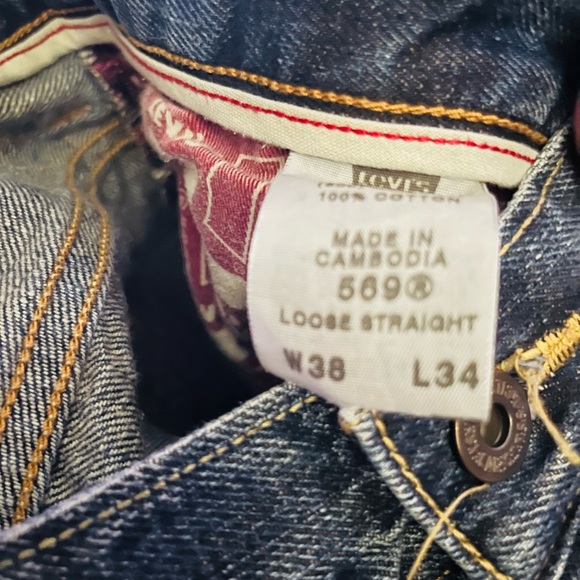 Levi's
100% COTTON
MADE IN
CAMBODIA
569®
LOOSE STRAIGHT
W38 L34